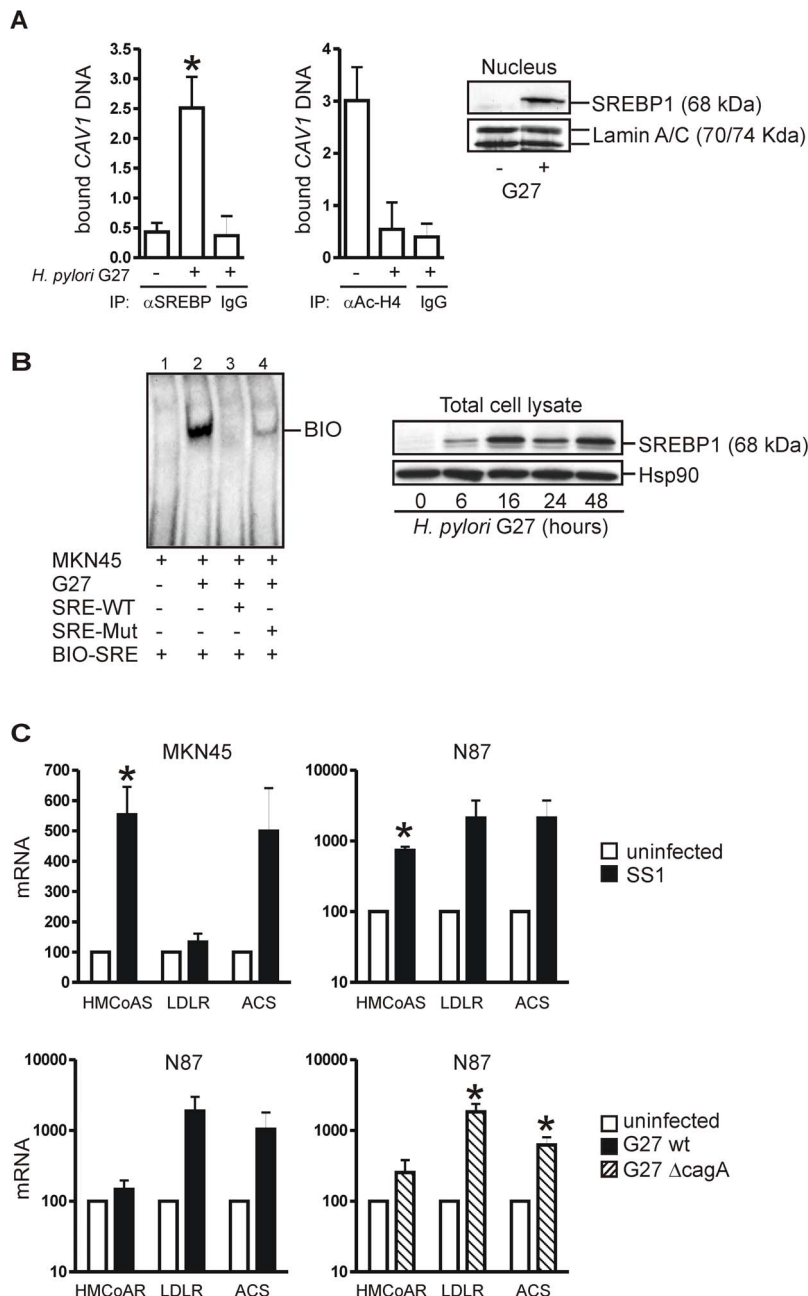 A
bound CAV1 DNA
3.5
3.0
2.5
2.0
1.5
1.0
0.5
0.0
*
H. pylori G27 - + +
IP: αSREBP IgG
bound CAV1 DNA
4
3
2
1
0
- + +
IP: αAc-H4 IgG
Nucleus
SREBP1 (68 kDa)
Lamin A/C (70/74 Kda)
- +
G27
B
1 2 3 4
BIO
MKN45 + + + +
G27 - + + +
SRE-WT - - + -
SRE-Mut - - - +
BIO-SRE + + + +
Total cell lysate
SREBP1 (68 kDa)
Hsp90
0 6 16 24 48
H. pylori G27 (hours)
C
MKN45
mRNA
700
600
500
400
300
200
100
0
*
HMCoAS LDLR ACS
N87
10000
1000
100
10
*
HMCoAS LDLR ACS
uninfected
SS1
N87
mRNA
10000
1000
100
10
HMCoAR LDLR ACS
N87
10000
1000
100
10
* *
HMCoAR LDLR ACS
uninfected
G27 wt
G27 ΔcagA